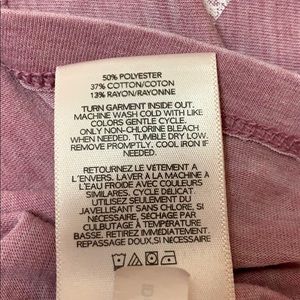 50% POLYESTER
37% COTTON/COTON
13% RAYON/RAYONNE
TURN GARMENT INSIDE OUT.
MACHINE WASH COLD WITH LIKE
COLORS GENTLE CYCLE.
ONLY NON-CHLORINE BLEACH
WHEN NEEDED. TUMBLE DRY LOW.
REMOVE PROMPTLY. COOL IRON IF
NEEDED.
RETOURNEZ LE VÉTEMENT A
L'ENVERS. LAVER À LA MACHINE À
L'EAU FROIDE AVEC COULEURS
SIMILAIRES. CYCLE DÉLICAT.
UTILISEZ SEULEMENT DU
JAVELLISANT SANS CHLORE, SI
NÉCESSAIRE, SÉCHAGE PAR
CULBUTAGE À TEMPÉRATURE
BASSE. RETIREZ IMMÉDIATEMENT.
REPASSAGE DOUX, SI NÉCESSAIRE